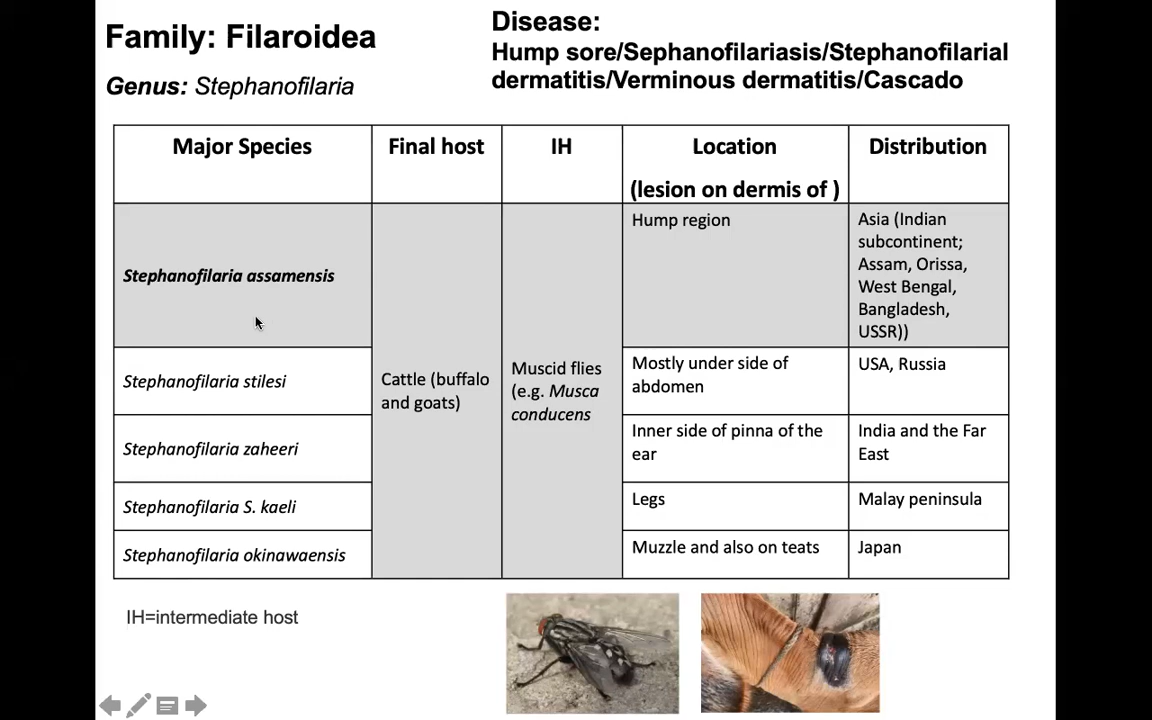 Family: Filaroidea
Genus: Stephanofilaria
Disease:
Hump sore/Sephanofilariasis/Stephanofilarial
dermatitis/Verminous dermatitis/Cascado
Major Species
Final host
IH
Location
(lesion on dermis of )
Distribution
Stephanofilaria assamensis
Cattle (buffalo
and goats)
Muscid flies
(e.g. Musca
conducens
Hump region
Asia (Indian
subcontinent;
Assam, Orissa,
West Bengal,
Bangladesh,
USSR))
Stephanofilaria stilesi
Mostly under side of
abdomen
USA, Russia
Stephanofilaria zaheeri
Inner side of pinna of the
ear
India and the Far
East
Stephanofilaria S. kaeli
Legs
Malay peninsula
Stephanofilaria okinawaensis
Muzzle and also on teats
Japan
IH=intermediate host